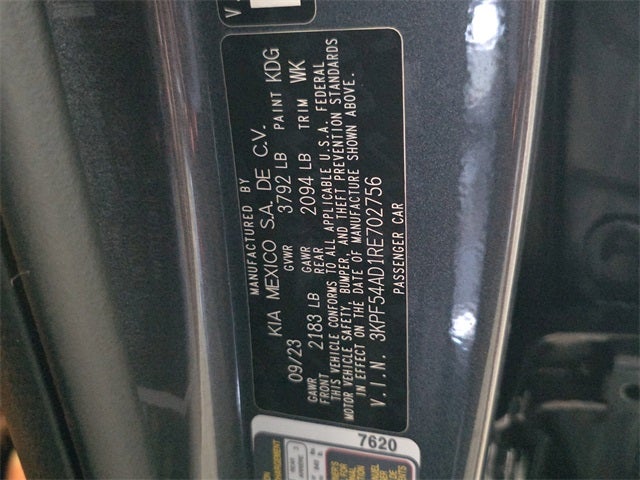 V
MANUFACTURED BY
KIA MEXICO S.A. DE C.V.
09/23 GVWR 3792 LB PAINT KDG
GAWR FRONT 2183 LB GAWR REAR 2094 LB TRIM WK
THIS VEHICLE CONFORMS TO ALL APPLICABLE U.S.A. FEDERAL
MOTOR VEHICLE SAFETY, BUMPER, AND THEFT PREVENTION STANDARDS
IN EFFECT ON THE DATE OF MANUFACTURE SHOWN ABOVE.
V.I.N. 3KPF54AD1RE702756
PASSENGER CAR
7620